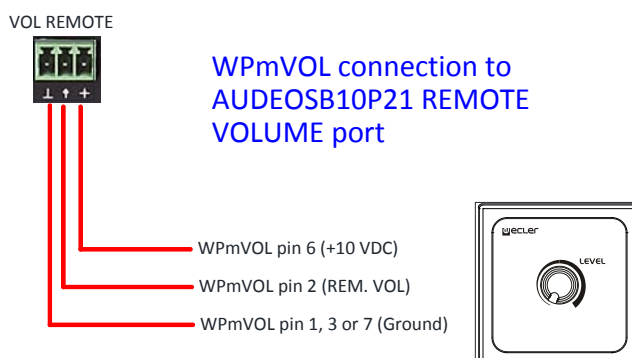 VOL REMOTE
⊥ ↑ +
WPmVOL connection to
AUDEOSB10P21 REMOTE
VOLUME port
WPmVOL pin 6 (+10 VDC)
WPmVOL pin 2 (REM. VOL)
WPmVOL pin 1, 3 or 7 (Ground)
ecler
LEVEL